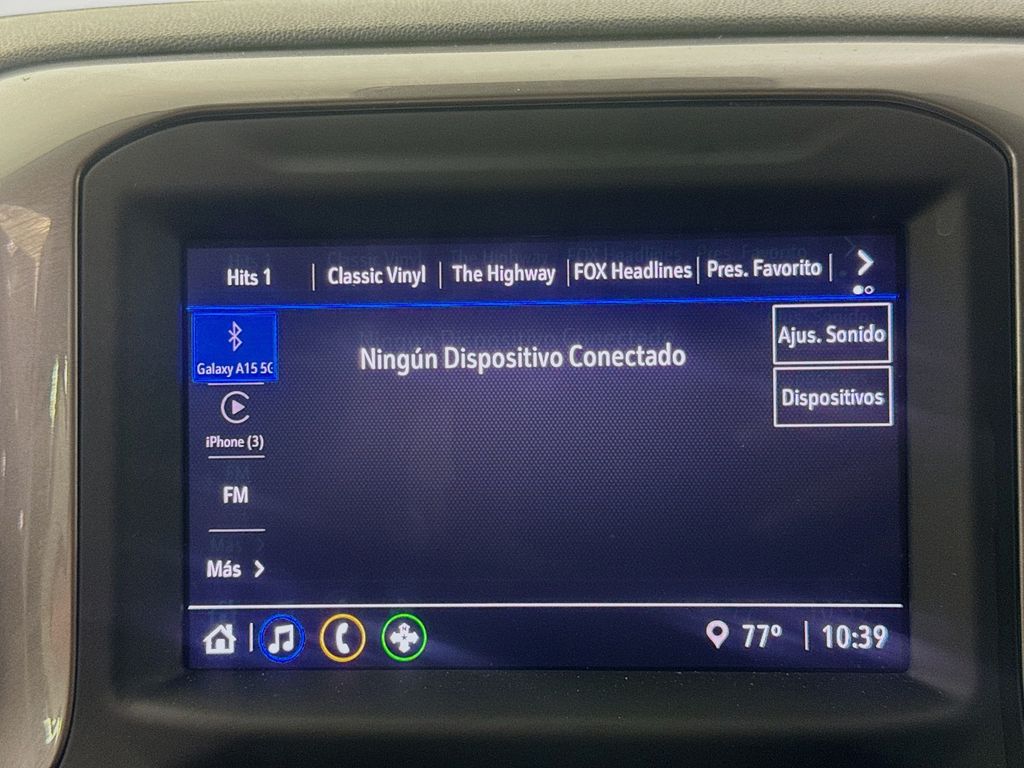 Hits 1
Classic Vinyl
The Highway
FOX Headlines
Pres. Favorito
Galaxy A15 5G
Ningún Dispositivo Conectado
Ajus. Sonido
Dispositivos
iPhone (3)
FM
Más
77°
10:39